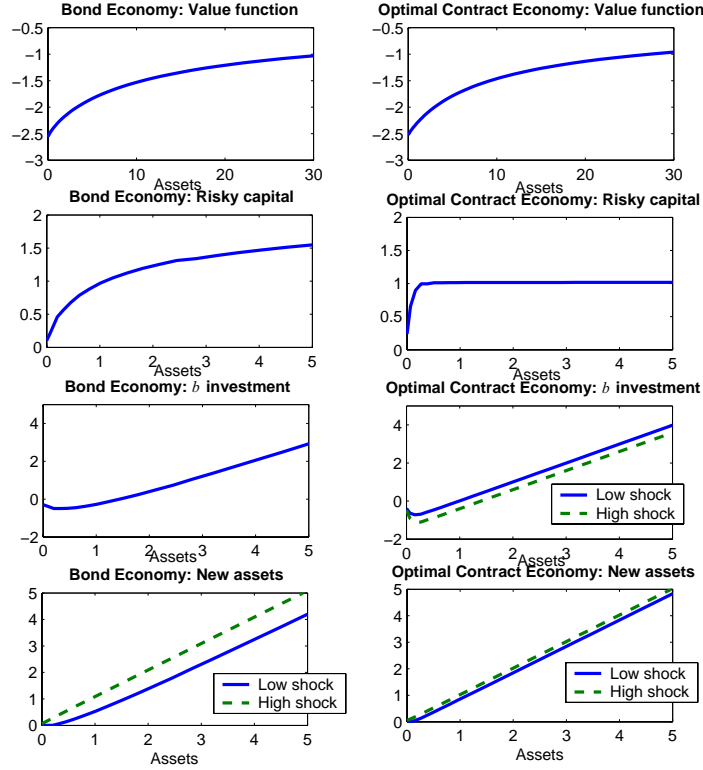 Bond Economy: Value function
−0.5
−1
−1.5
−2
−2.5
−3
0 10 20 30
Assets
Optimal Contract Economy: Value function
−0.5
−1
−1.5
−2
−2.5
−3
0 10 20 30
Assets
Bond Economy: Risky capital
2
1.5
1
0.5
0
0 1 2 3 4 5
Assets
Optimal Contract Economy: Risky capital
2
1.5
1
0.5
0
0 1 2 3 4 5
Assets
Bond Economy: b investment
4
2
0
−2
0 1 2 3 4 5
Assets
Optimal Contract Economy: b investment
4
2
0
−2
0 1 2 3 4 5
Assets
Low shock
High shock
Bond Economy: New assets
5
4
3
2
1
0
0 1 2 3 4 5
Assets
Low shock
High shock
Optimal Contract Economy: New assets
5
4
3
2
1
0
0 1 2 3 4 5
Assets
Low shock
High shock